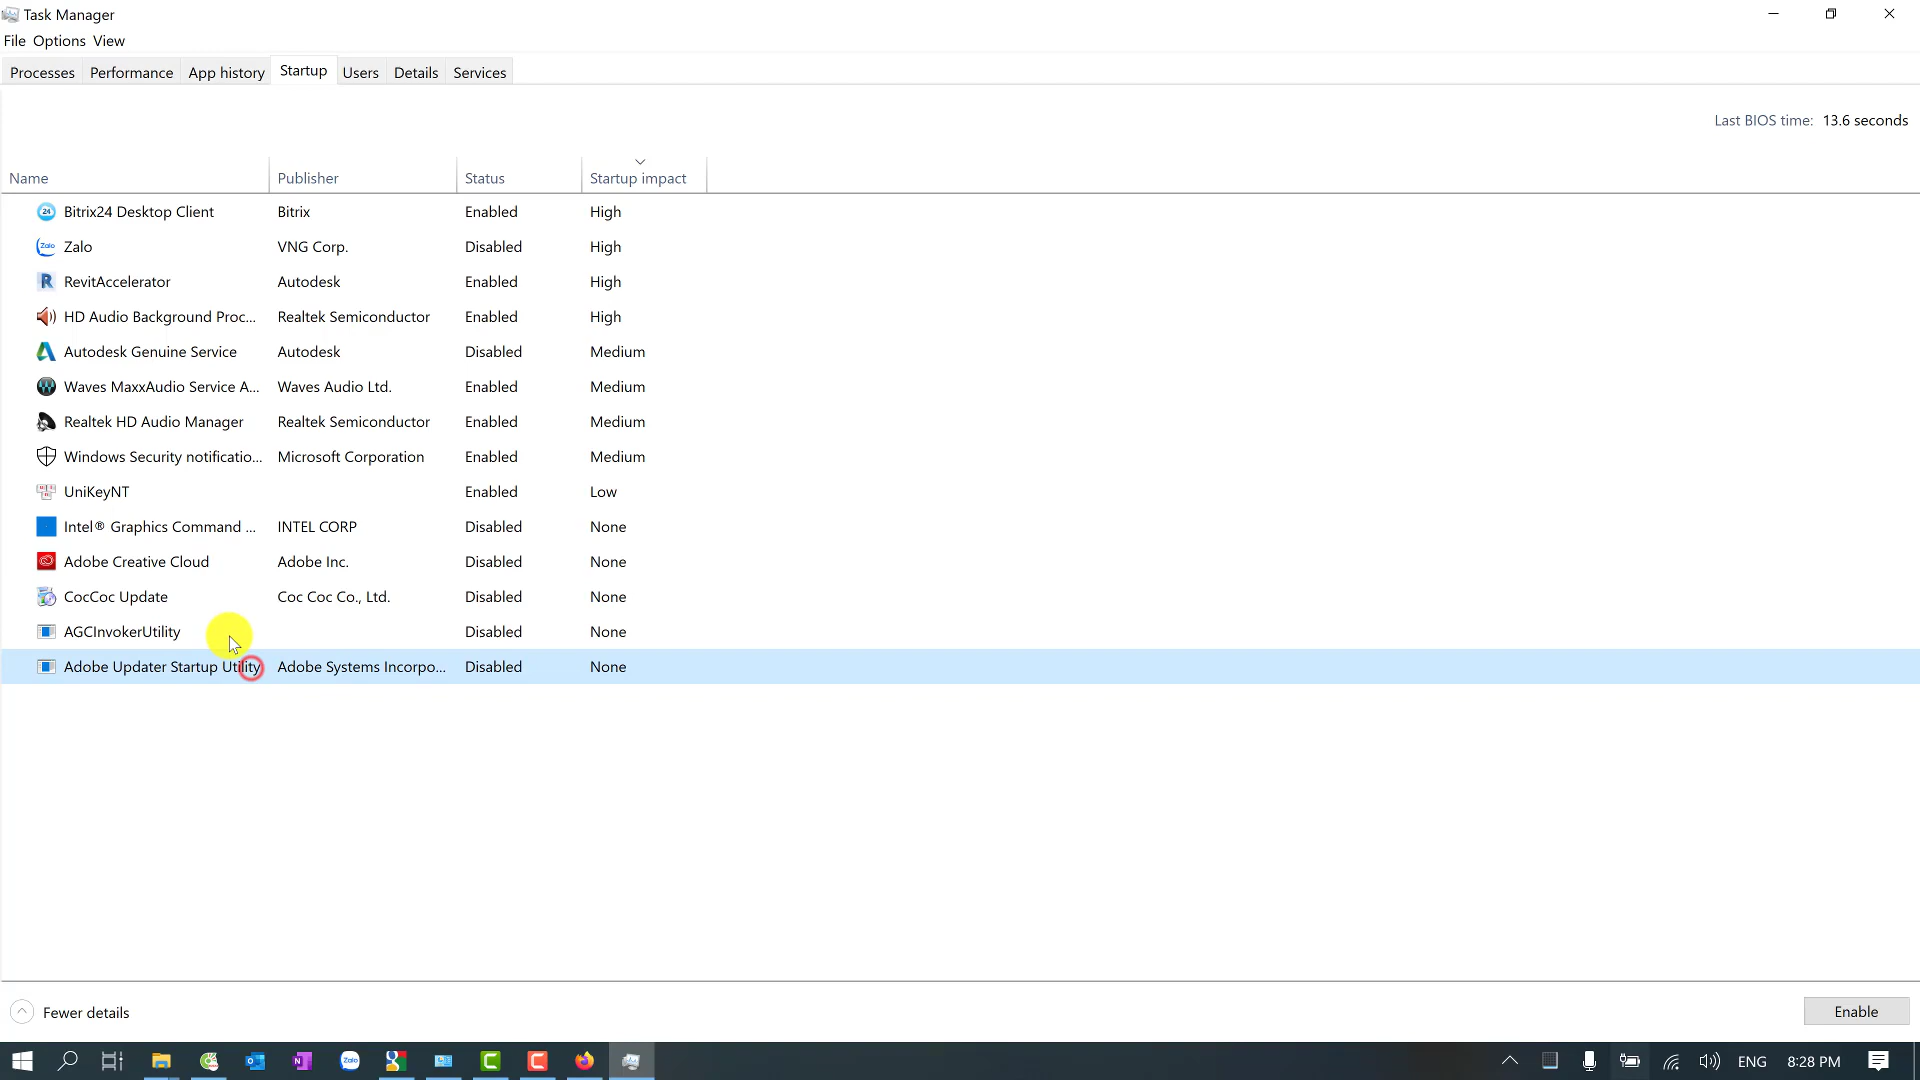 Task Manager
File Options View
Processes Performance App history Startup Users Details Services
Last BIOS time: 13.6 seconds
Name Publisher Status Startup impact
24 Bitrix24 Desktop Client Bitrix Enabled High
Zalo Zalo VNG Corp. Disabled High
R RevitAccelerator Autodesk Enabled High
HD Audio Background Proc... Realtek Semiconductor Enabled High
Autodesk Genuine Service Autodesk Disabled Medium
Waves MaxxAudio Service A... Waves Audio Ltd. Enabled Medium
Realtek HD Audio Manager Realtek Semiconductor Enabled Medium
Windows Security notificatio... Microsoft Corporation Enabled Medium
UniKeyNT Enabled Low
Intel® Graphics Command ... INTEL CORP Disabled None
Adobe Creative Cloud Adobe Inc. Disabled None
CocCoc Update Coc Coc Co., Ltd. Disabled None
AGCInvokerUtility Disabled None
Adobe Updater Startup Utility Adobe Systems Incorpo... Disabled None
Fewer details Enable
Zalo ENG 8:28 PM